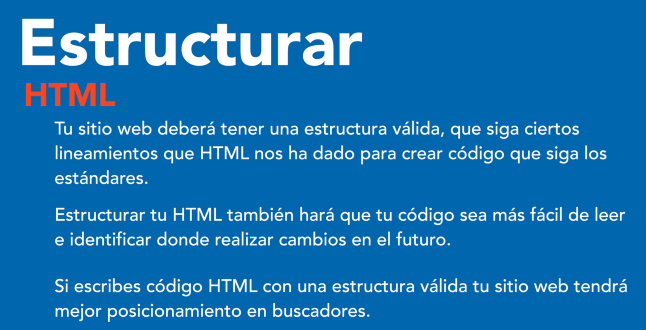 Estructurar
HTML
Tu sitio web deberá tener una estructura válida, que siga ciertos
lineamientos que HTML nos ha dado para crear código que siga los
estándares.
Estructurar tu HTML también hará que tu código sea más fácil de leer
e identificar donde realizar cambios en el futuro.
Si escribes código HTML con una estructura válida tu sitio web tendrá
mejor posicionamiento en buscadores.